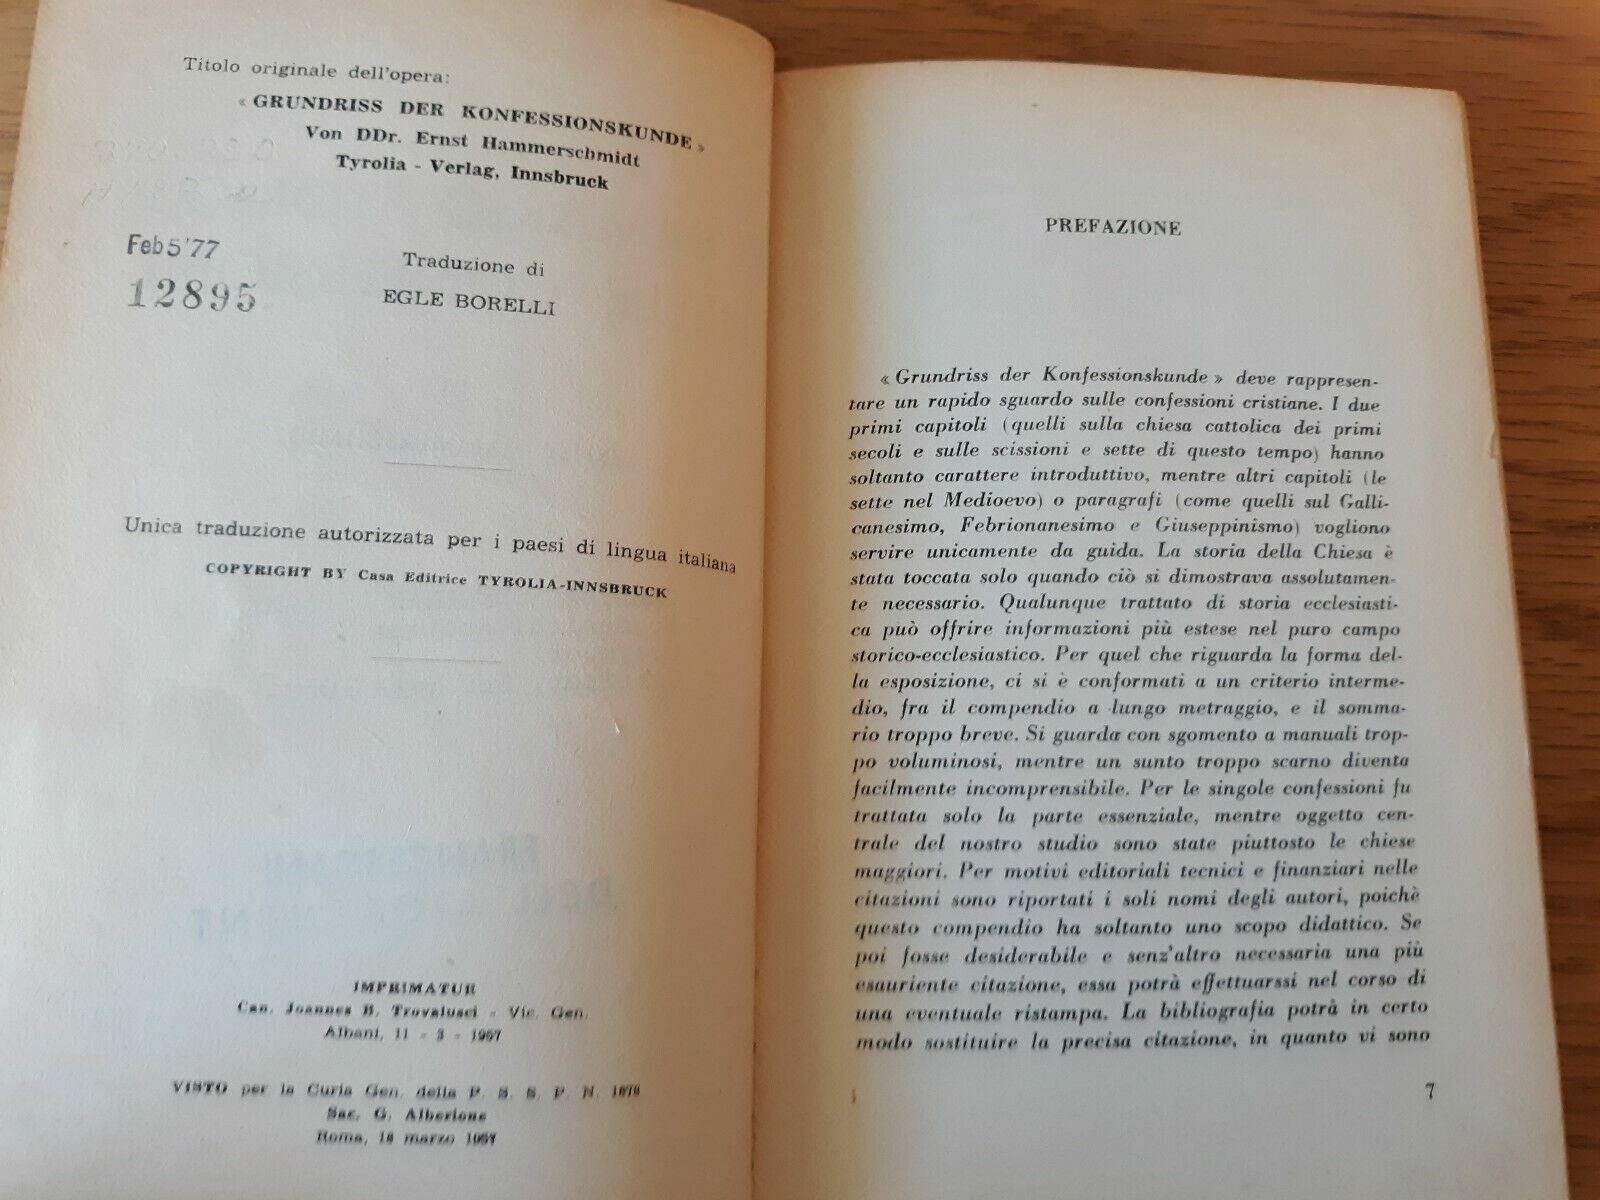 Titolo originale dell'opera:
« GRUNDRISS DER KONFESSIONSKUNDE »
Von DDr. Ernst Hammerschmidt
Tyrolia - Verlag, Innsbruck
Feb 5'77
12895
Traduzione di
EGLE BORELLI
Unica traduzione autorizzata per i paesi di lingua italiana
COPYRIGHT BY Casa Editrice TYROLIA-INNSBRUCK
IMPRIMATUR
Can. Joannes B. Trovalusci - Vic. Gen.
Albani, 11 - 3 - 1957
VISTO per la Curia Gen. della P. S. S. P. N.
Sac. G. Alberione
Roma, marzo 1957
PREFAZIONE
« Grundriss der Konfessionskunde » deve rappresen-
tare un rapido sguardo sulle confessioni cristiane. I due
primi capitoli (quelli sulla chiesa cattolica dei primi
secoli e sulle scissioni e sette di questo tempo) hanno
soltanto carattere introduttivo, mentre altri capitoli (le
sette nel Medioevo) o paragrafi (come quelli sul Galli-
canesimo, Febrionanesimo e Giuseppinismo) vogliono
servire unicamente da guida. La storia della Chiesa è
stata toccata solo quando ciò si dimostrava assolutamen-
te necessario. Qualunque trattato di storia ecclesiasti-
ca può offrire informazioni più estese nel puro campo
storico-ecclesiastico. Per quel che riguarda la forma del-
la esposizione, ci si è conformati a un criterio interme-
dio, fra il compendio a lungo metraggio, e il somma-
rio troppo breve. Si guarda con sgomento a manuali trop-
po voluminosi, mentre un sunto troppo scarno diventa
facilmente incomprensibile. Per le singole confessioni fu
trattata solo la parte essenziale, mentre oggetto cen-
trale del nostro studio sono state piuttosto le chiese
maggiori. Per motivi editoriali tecnici e finanziari nelle
citazioni sono riportati i soli nomi degli autori, poichè
questo compendio ha soltanto uno scopo didattico. Se
poi fosse desiderabile e senz'altro necessaria una più
esauriente citazione, essa potrà effettuarssi nel corso di
una eventuale ristampa. La bibliografia potrà in certo
modo sostituire la precisa citazione, in quanto vi sono
7